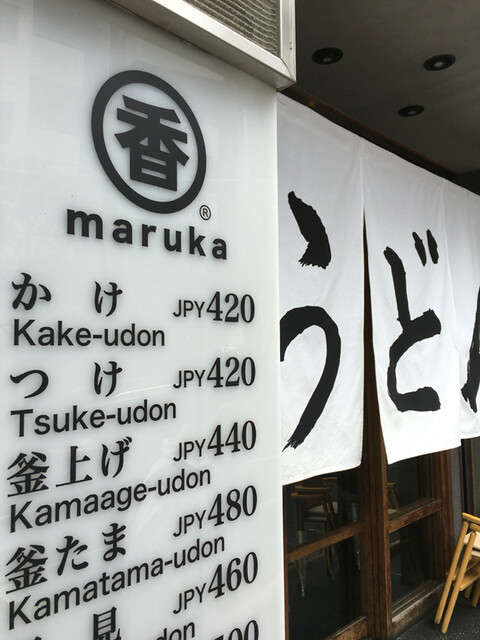 香
®
maruka
かけ JPY420
Kake-udon
つけ JPY420
Tsuke-udon
釜上げ JPY440
Kamaage-udon
釜たま JPY480
Kamatama-udon
見 JPY460
うど